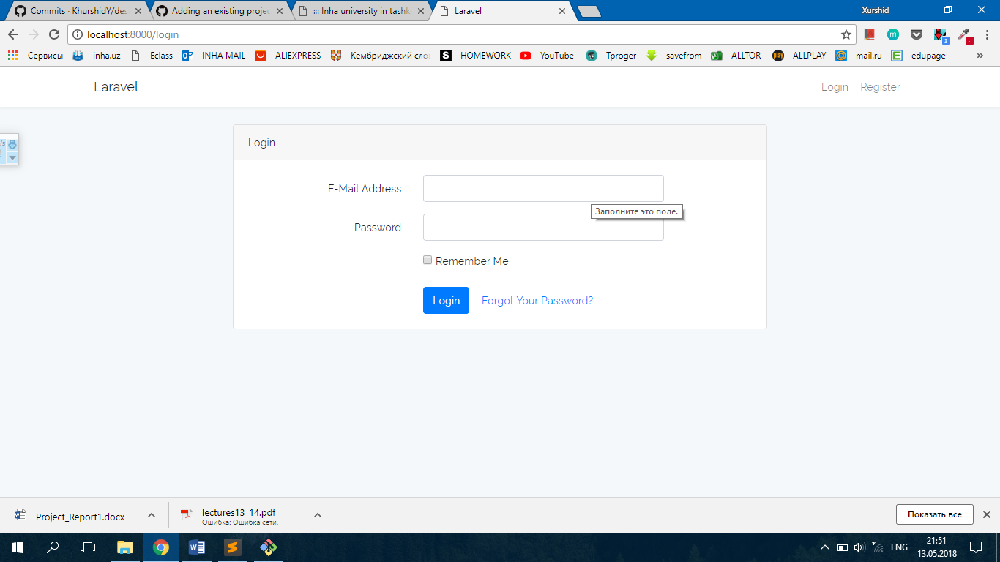 Commits · KhurshidY/des
Adding an existing projec
::: Inha university in tashk
Laravel
Xurshid
localhost:8000/login
Сервисы
inha.uz
Eclass
INHA MAIL
ALIEXPRESS
Кембриджский сло
HOMEWORK
YouTube
Tproger
savefrom
ALLTOR
ALLPLAY
mail.ru
edupage
»
Laravel
Login
Register
Login
E-Mail Address
Заполните это поле.
Password
Remember Me
Login
Forgot Your Password?
Project_Report1.docx
lectures13_14.pdf
Ошибка: Ошибка сети.
Показать все
ENG
21:51
13.05.2018